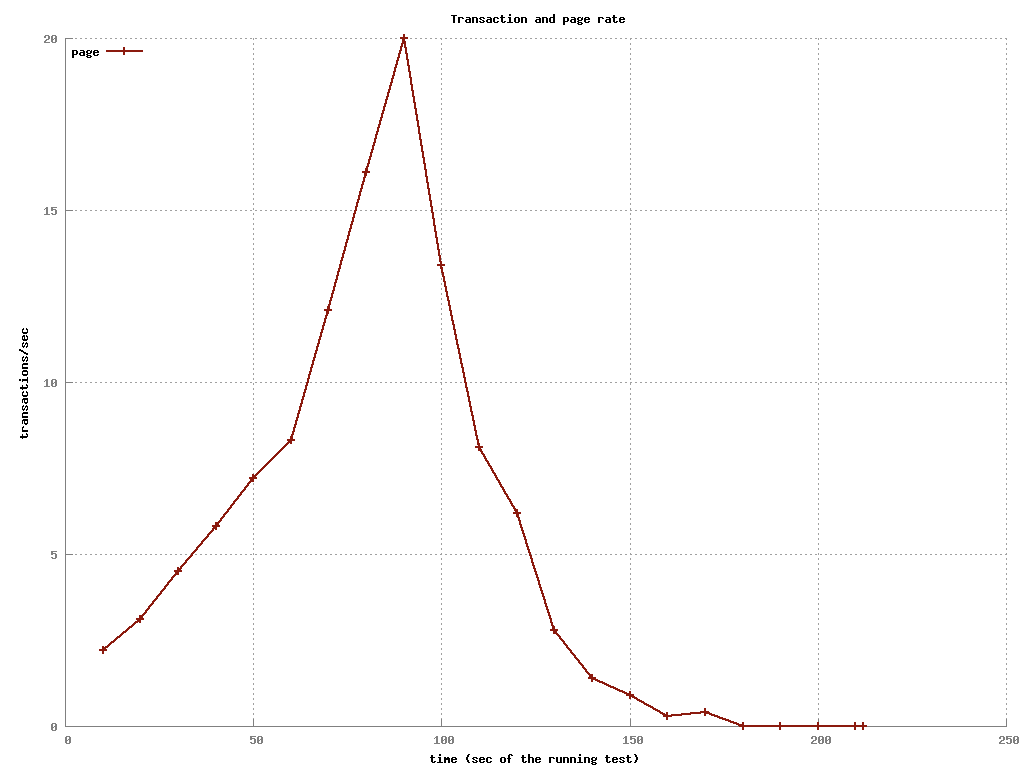 Transaction and page rate
page
20
15
10
5
0
transactions/sec
0 50 100 150 200 250
time (sec of the running test)